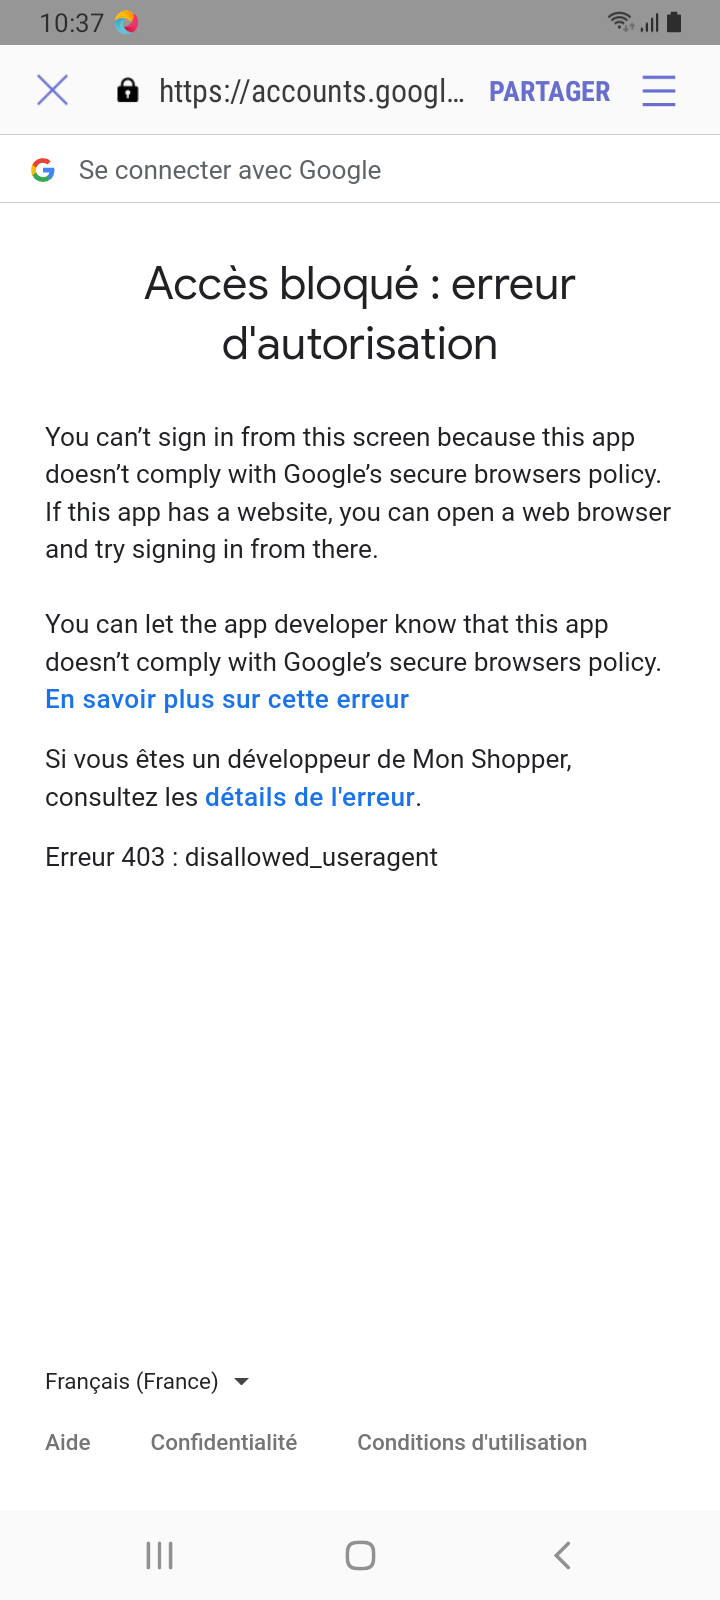 10:37
https://accounts.googl... PARTAGER
Se connecter avec Google
Accès bloqué : erreur
d'autorisation
You can’t sign in from this screen because this app
doesn’t comply with Google’s secure browsers policy.
If this app has a website, you can open a web browser
and try signing in from there.
You can let the app developer know that this app
doesn’t comply with Google’s secure browsers policy.
En savoir plus sur cette erreur
Si vous êtes un développeur de Mon Shopper,
consultez les détails de l'erreur.
Erreur 403 : disallowed_useragent
Français (France)
Aide Confidentialité Conditions d'utilisation